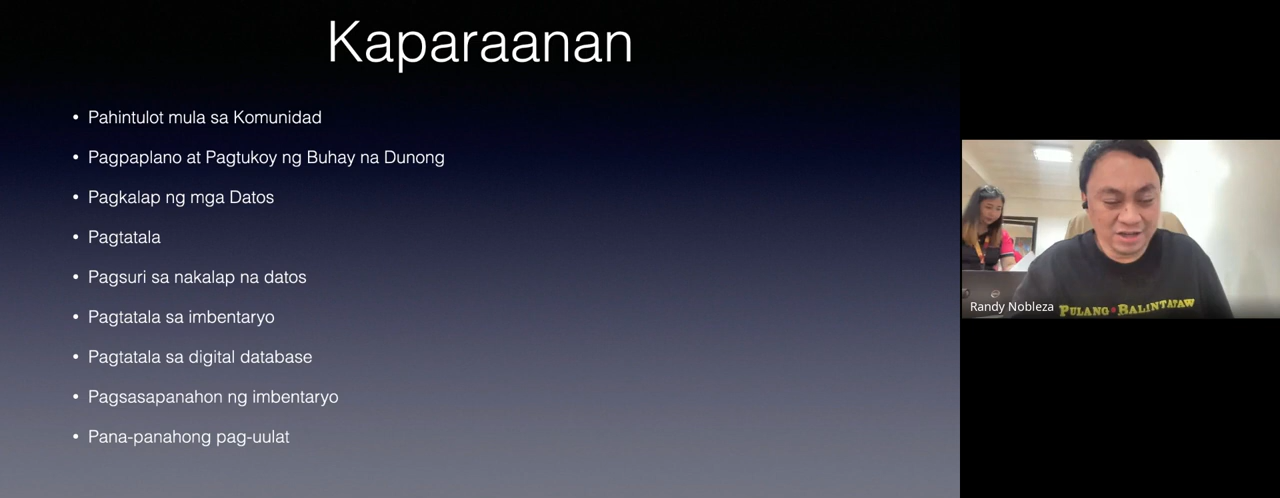 Kaparaanan
• Pahintulot mula sa Komunidad
• Pagpaplano at Pagtukoy ng Buhay na Dunong
• Pagkalap ng mga Datos
• Pagtatala
• Pagsuri sa nakalap na datos
• Pagtatala sa imbentaryo
• Pagtatala sa digital database
• Pagsasapanahon ng imbentaryo
• Pana-panahong pag-uulat
Randy Nobleza
PULANG BALINTATAW